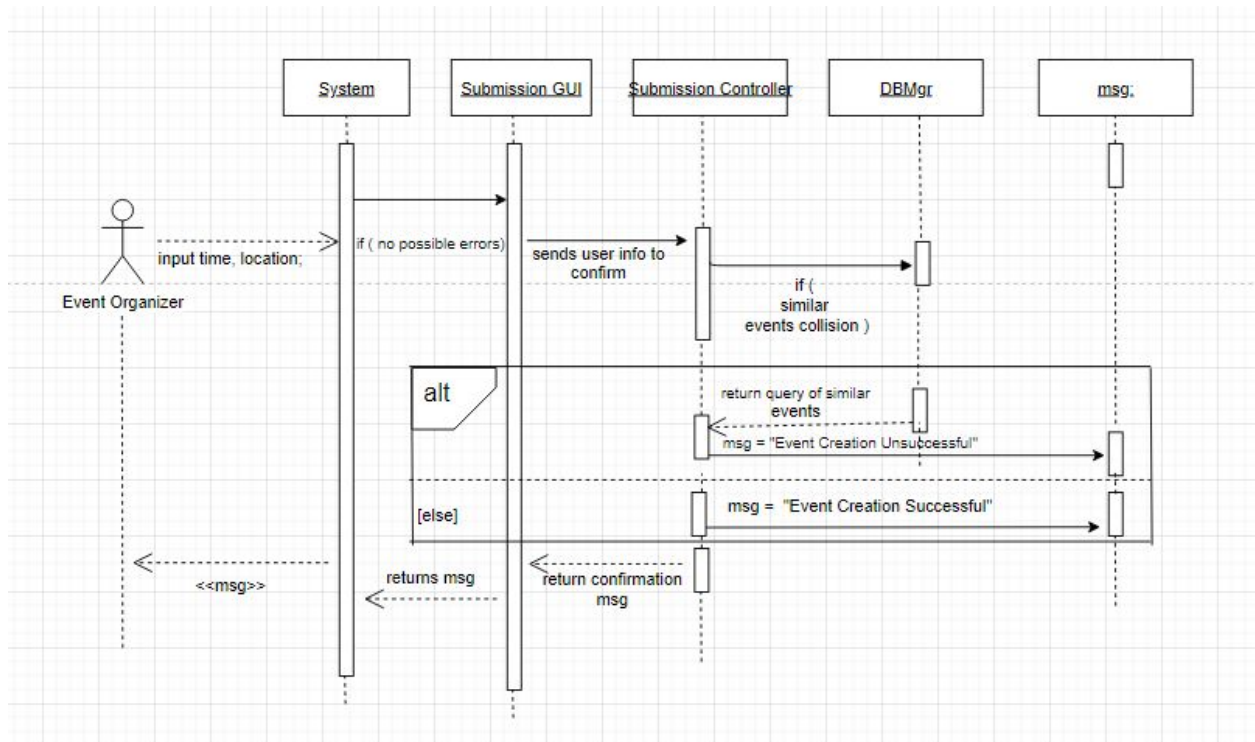 System
Submission GUI
Submission Controller
DBMgr
msg;
Event Organizer
input time, location;
if ( no possible errors)
sends user info to
confirm
if (
similar
events collision )
alt
return query of similar
events
msg = "Event Creation Unsuccessful"
[else]
msg = "Event Creation Successful"
<<msg>>
returns msg
return confirmation
msg